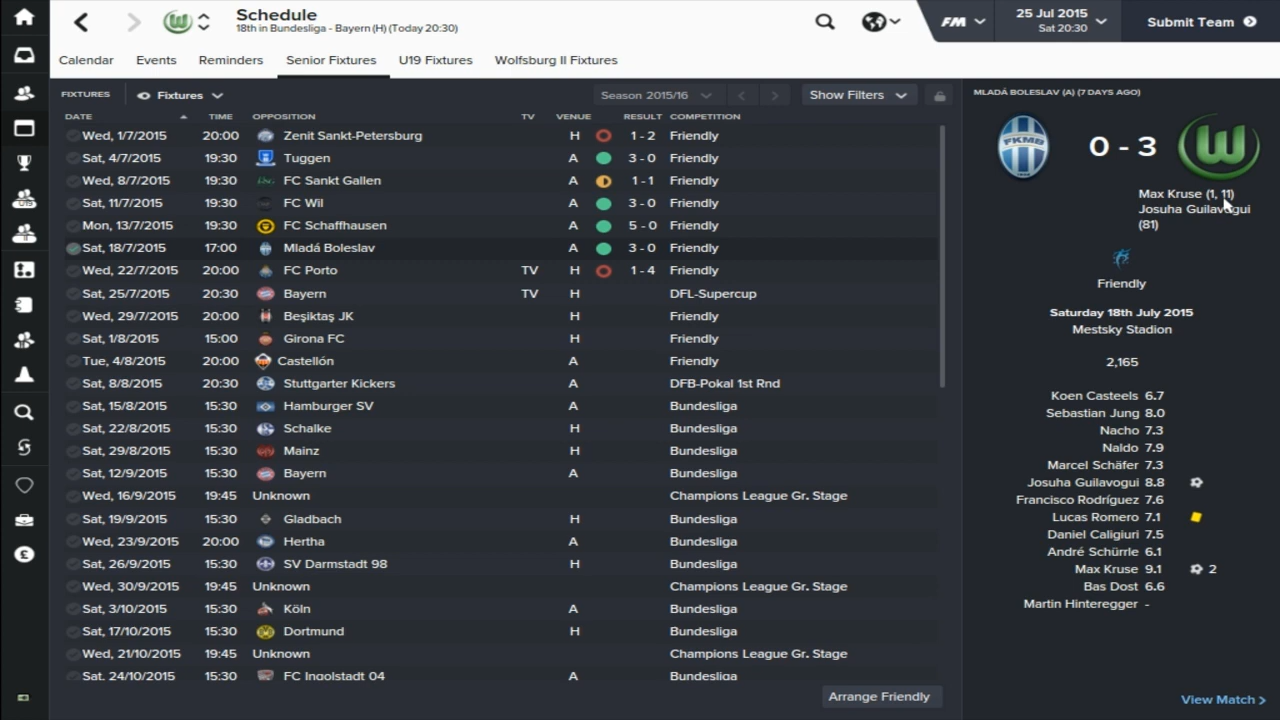 Schedule
18th in Bundesliga - Bayern (H) (Today 20:30)
FM
25 Jul 2015
Sat 20:30
Submit Team
Calendar Events Reminders Senior Fixtures U19 Fixtures Wolfsburg II Fixtures
FIXTURES Fixtures Season 2015/16 Show Filters
DATE TIME OPPOSITION TV VENUE RESULT COMPETITION
Wed, 1/7/2015 20:00 Zenit Sankt-Petersburg H 1 - 2 Friendly
Sat, 4/7/2015 19:30 Tuggen A 3 - 0 Friendly
Wed, 8/7/2015 19:30 FC Sankt Gallen A 1 - 1 Friendly
Sat, 11/7/2015 19:30 FC Wil A 3 - 0 Friendly
Mon, 13/7/2015 19:30 FC Schaffhausen A 5 - 0 Friendly
Sat, 18/7/2015 17:00 Mladá Boleslav A 3 - 0 Friendly
Wed, 22/7/2015 20:00 FC Porto TV H 1 - 4 Friendly
Sat, 25/7/2015 20:30 Bayern TV H DFL-Supercup
Wed, 29/7/2015 20:00 Beşiktaş JK H Friendly
Sat, 1/8/2015 15:00 Girona FC H Friendly
Tue, 4/8/2015 20:00 Castellón A Friendly
Sat, 8/8/2015 20:30 Stuttgarter Kickers A DFB-Pokal 1st Rnd
Sat, 15/8/2015 15:30 Hamburger SV A Bundesliga
Sat, 22/8/2015 15:30 Schalke H Bundesliga
Sat, 29/8/2015 15:30 Mainz H Bundesliga
Sat, 12/9/2015 15:30 Bayern A Bundesliga
Wed, 16/9/2015 19:45 Unknown Champions League Gr. Stage
Sat, 19/9/2015 15:30 Gladbach H Bundesliga
Wed, 23/9/2015 20:00 Hertha A Bundesliga
Sat, 26/9/2015 15:30 SV Darmstadt 98 H Bundesliga
Wed, 30/9/2015 19:45 Unknown Champions League Gr. Stage
Sat, 3/10/2015 15:30 Köln A Bundesliga
Sat, 17/10/2015 15:30 Dortmund H Bundesliga
Wed, 21/10/2015 19:45 Unknown Champions League Gr. Stage
Sat, 24/10/2015 15:30 FC Ingolstadt 04 A Bundesliga
Arrange Friendly
MLADÁ BOLESLAV (A) (7 DAYS AGO)
FKMB
0 - 3
W
Max Kruse (1, 11)
Josuha Guilavogui
(81)
Friendly
Saturday 18th July 2015
Mestsky Stadion
2,165
Koen Casteels 6.7
Sebastian Jung 8.0
Nacho 7.3
Naldo 7.9
Marcel Schäfer 7.3
Josuha Guilavogui 8.8
Francisco Rodríguez 7.6
Lucas Romero 7.1
Daniel Caligiuri 7.5
André Schürrle 6.1
Max Kruse 9.1 2
Bas Dost 6.6
Martin Hinteregger -
View Match >